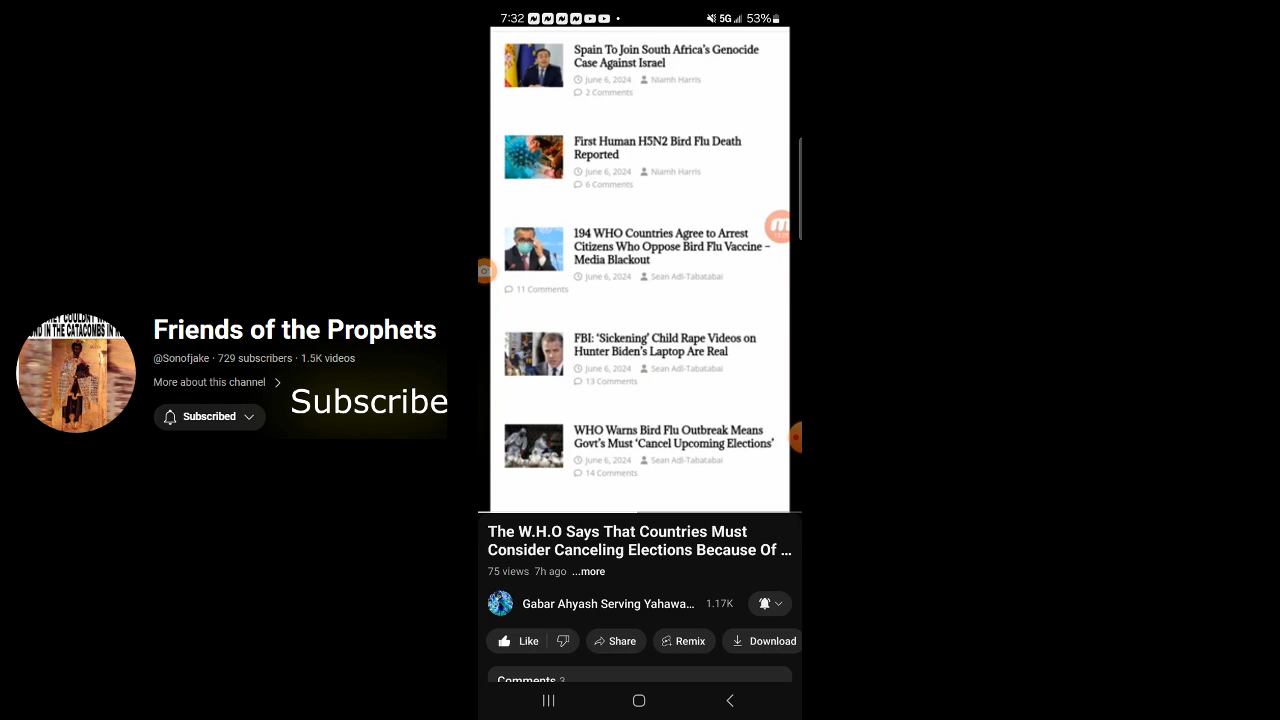 7:32
5G 53%
Spain To Join South Africa's Genocide
Case Against Israel
June 6, 2024 Niamh Harris
2 Comments
First Human H5N2 Bird Flu Death
Reported
June 6, 2024 Niamh Harris
6 Comments
194 WHO Countries Agree to Arrest
Citizens Who Oppose Bird Flu Vaccine –
Media Blackout
June 6, 2024 Sean Adl-Tabatabai
11 Comments
FBI: 'Sickening' Child Rape Videos on
Hunter Biden's Laptop Are Real
June 6, 2024 Sean Adl-Tabatabai
13 Comments
WHO Warns Bird Flu Outbreak Means
Govt's Must 'Cancel Upcoming Elections'
June 6, 2024 Sean Adl-Tabatabai
14 Comments
IN THE CATACOMBS IN
Friends of the Prophets
@Sonofjake · 729 subscribers · 1.5K videos
More about this channel
Subscribed
Subscribe
The W.H.O Says That Countries Must
Consider Canceling Elections Because Of ...
75 views 7h ago ...more
Gabar Ahyash Serving Yahawa... 1.17K
Like Share Remix Download
Comments 3